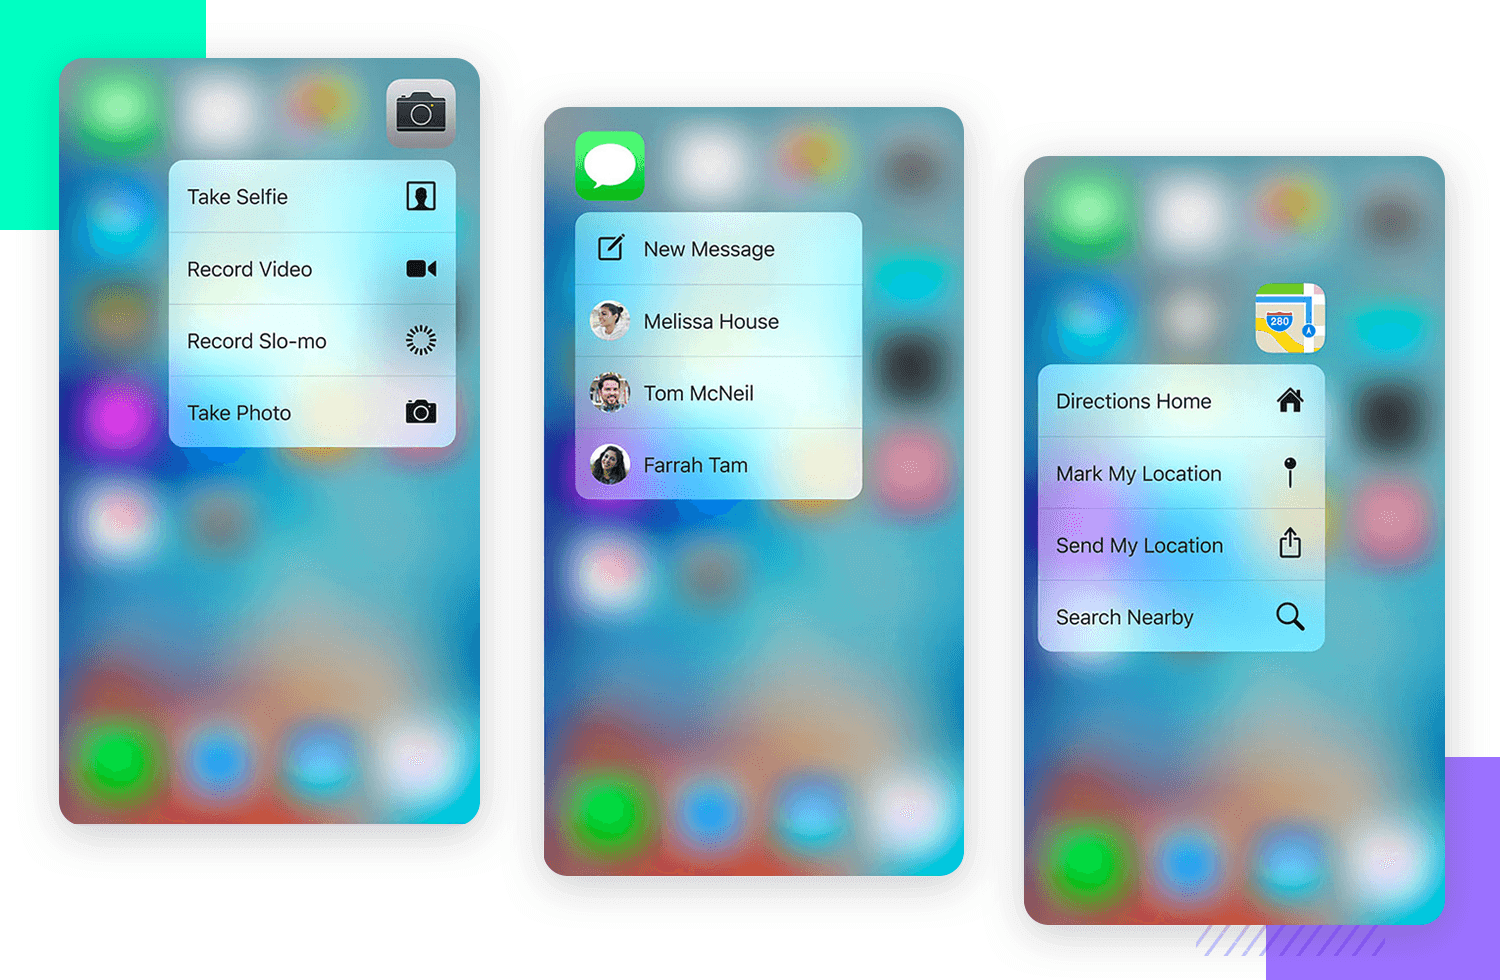 Take Selfie
Record Video
Record Slo-mo
Take Photo
New Message
Melissa House
Tom McNeil
Farrah Tam
280
A
Directions Home
Mark My Location
Send My Location
Search Nearby